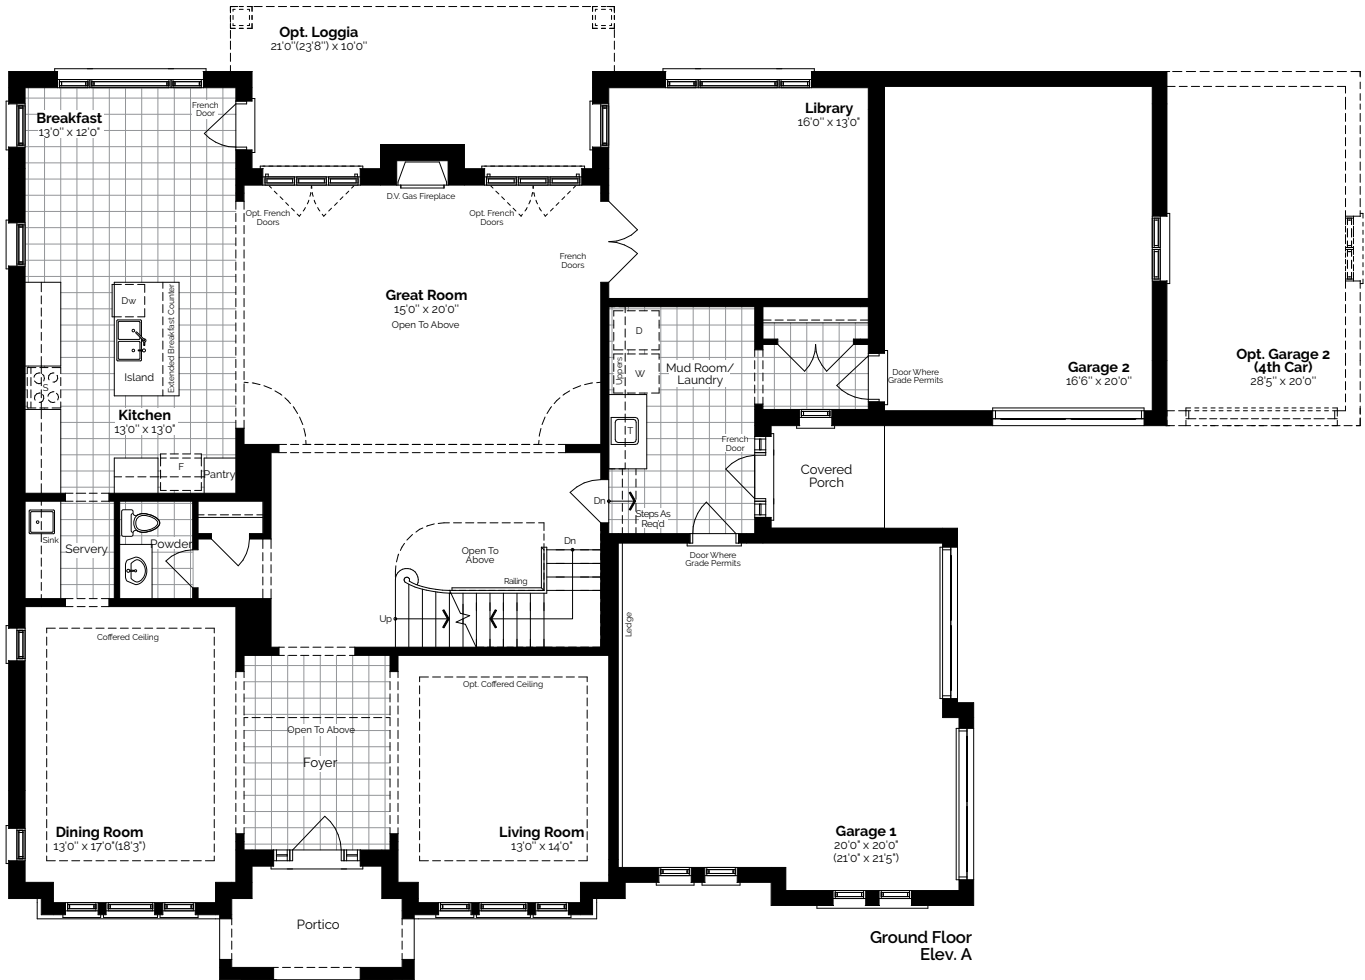 Opt. Loggia
21'0"(23'8") x 10'0"
Breakfast
13'0" x 12'0"
French
Door
Library
16'0" x 13'0"
D.V. Gas Fireplace
Opt. French
Doors
Opt. French
Doors
French
Doors
Great Room
15'0" x 20'0"
Open To Above
Dw
Extended Breakfast Counter
Island
S
Kitchen
13'0" x 13'0"
F
Pantry
D
W
Uppers
Mud Room/
Laundry
T
Door Where
Grade Permits
Garage 2
16'6" x 20'0"
Opt. Garage 2
(4th Car)
28'5" x 20'0"
French
Door
Covered
Porch
Dn
Steps As
Req'd
Sink
Servery
Powder
Open To
Above
Dn
Railing
Up
Door Where
Grade Permits
Ledge
Coffered Ceiling
Opt. Coffered Ceiling
Open To Above
Foyer
Dining Room
13'0" x 17'0"(18'3")
Living Room
13'0" x 14'0"
Garage 1
20'0" x 20'0"
(21'0" x 21'5")
Portico
Ground Floor
Elev. A